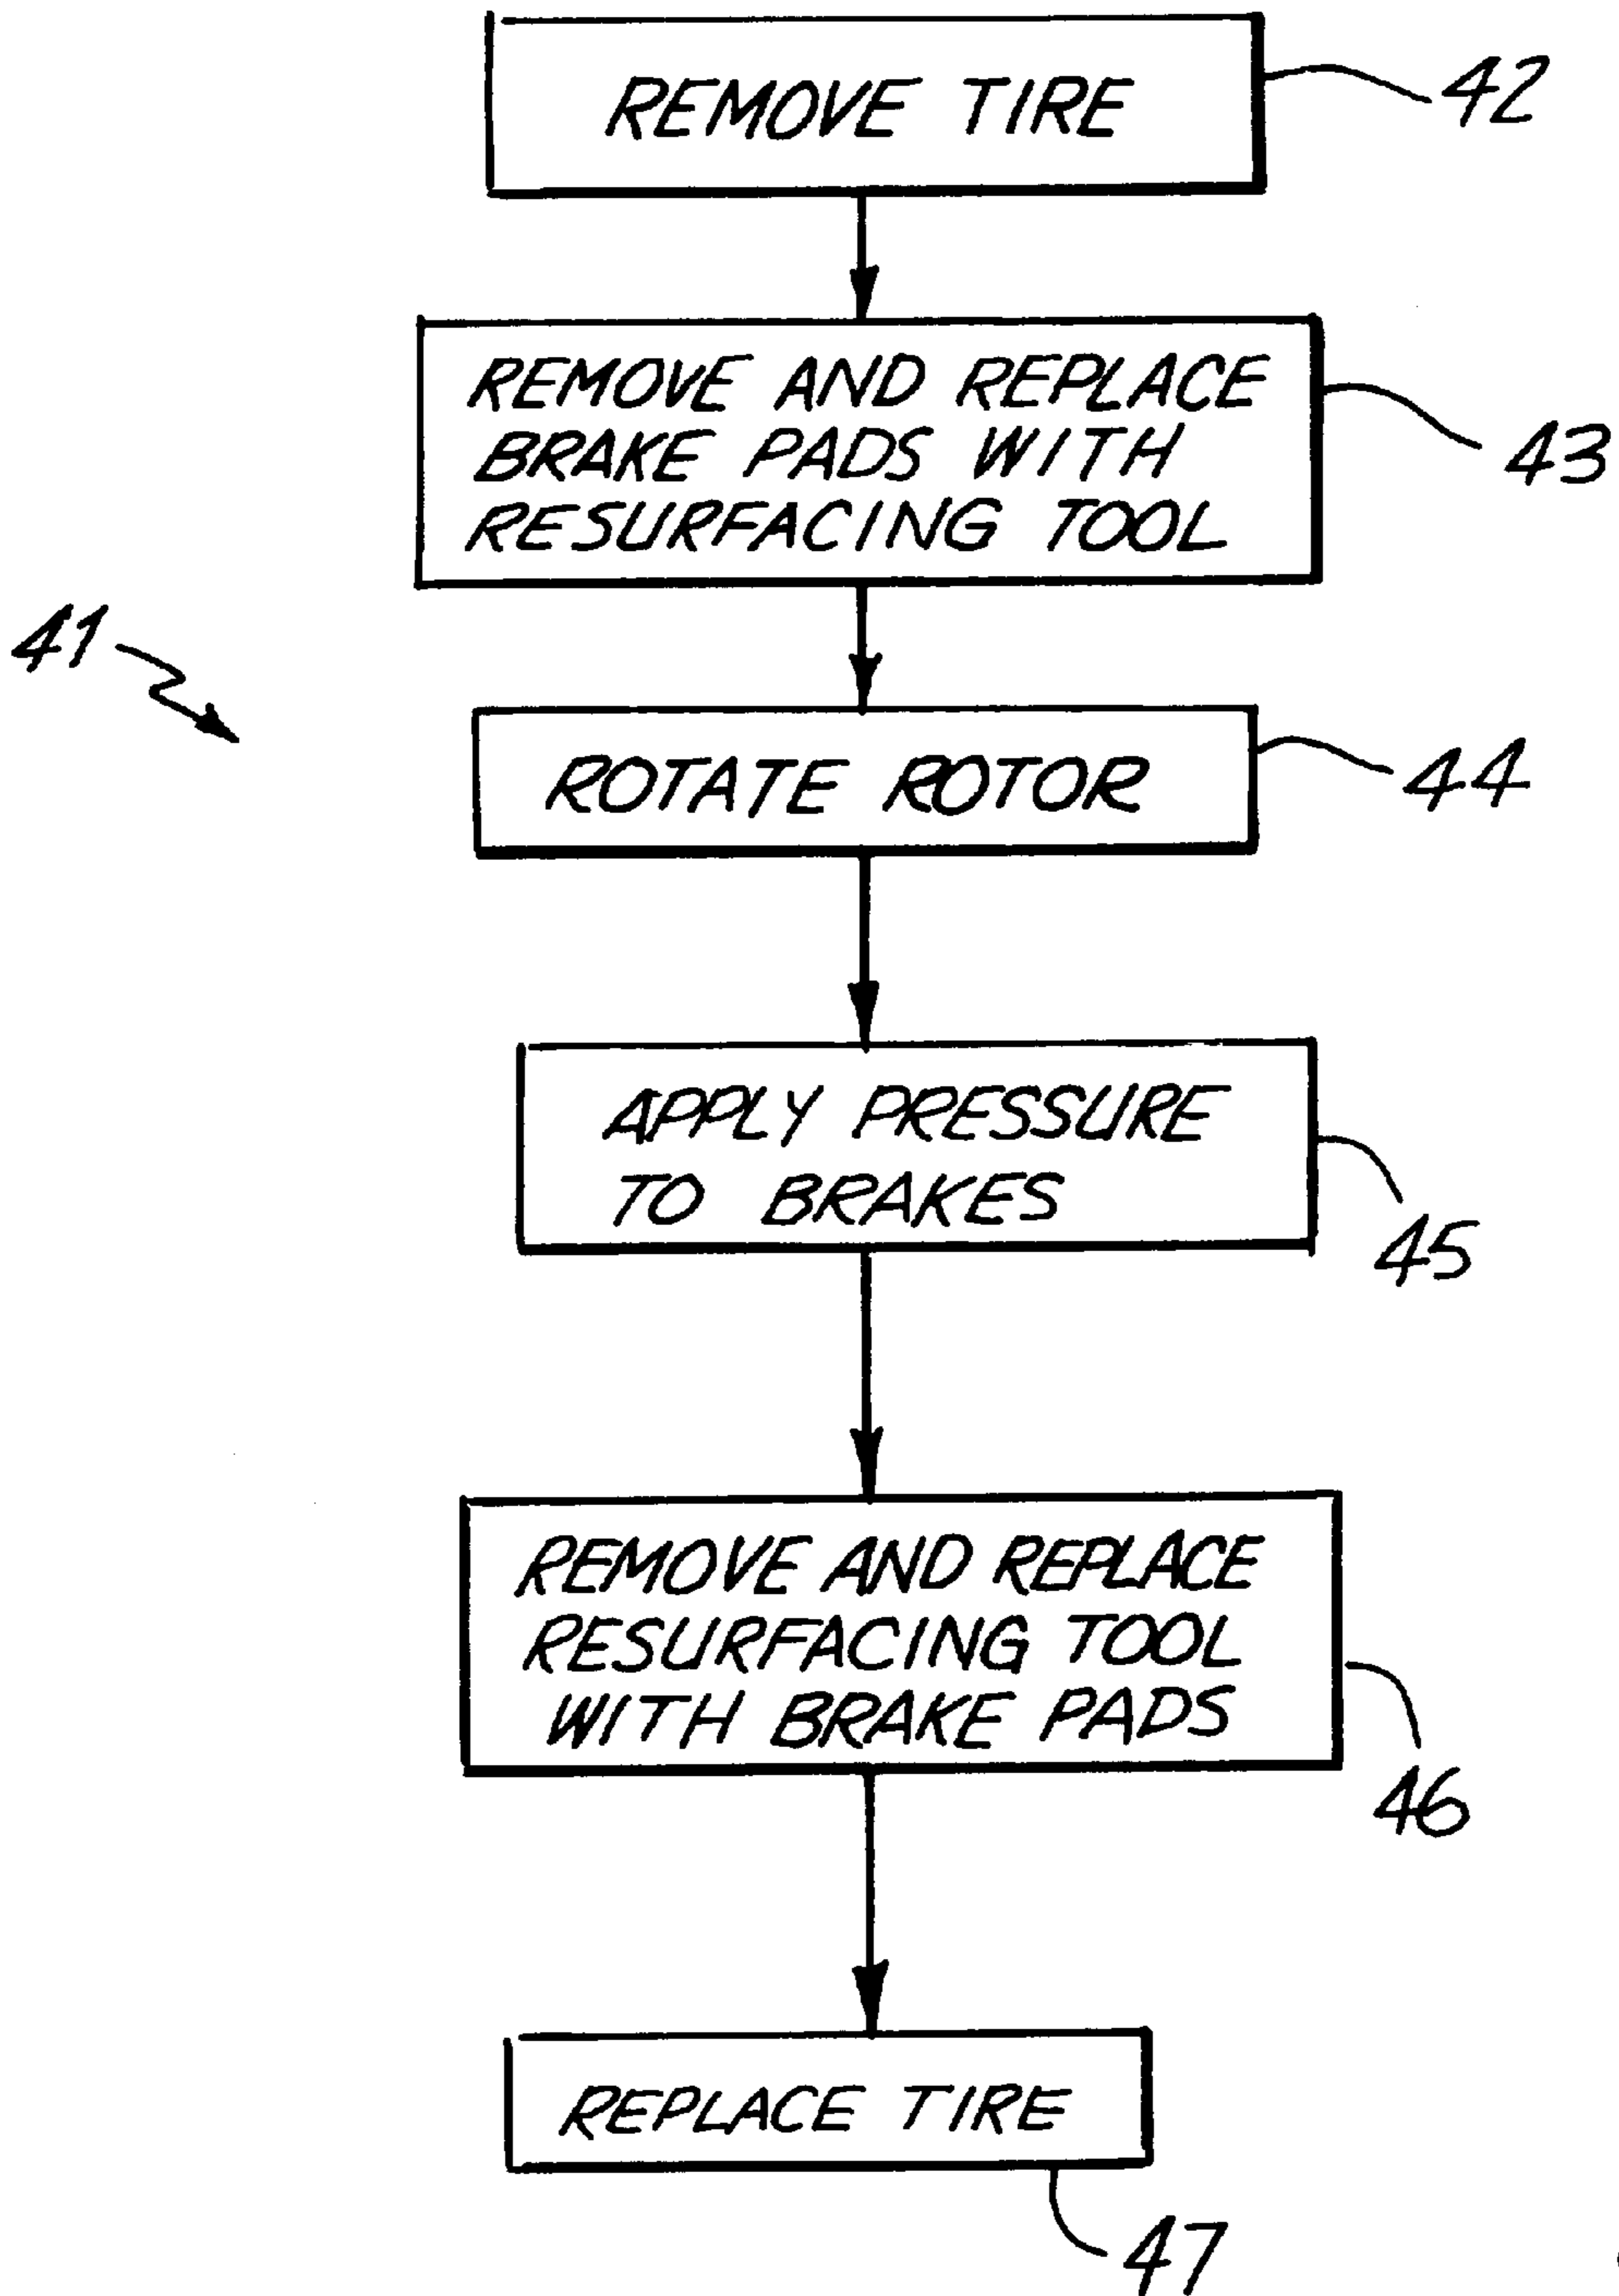 REMOVE TIRE
42
REMOVE AND REPLACE
BRAKE PADS WITH
RESURFACING TOOL
43
41
ROTATE ROTOR
44
APPLY PRESSURE
TO BRAKES
45
REMOVE AND REPLACE
RESURFACING TOOL
WITH BRAKE PADS
46
REPLACE TIRE
47